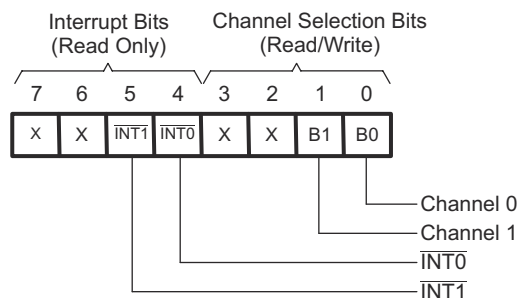 Interrupt Bits Channel Selection Bits
(Read Only) (Read/Write)
7 6 5 4 3 2 1 0
X X INT1 INT0 X X B1 B0
Channel 0
Channel 1
INT0
INT1